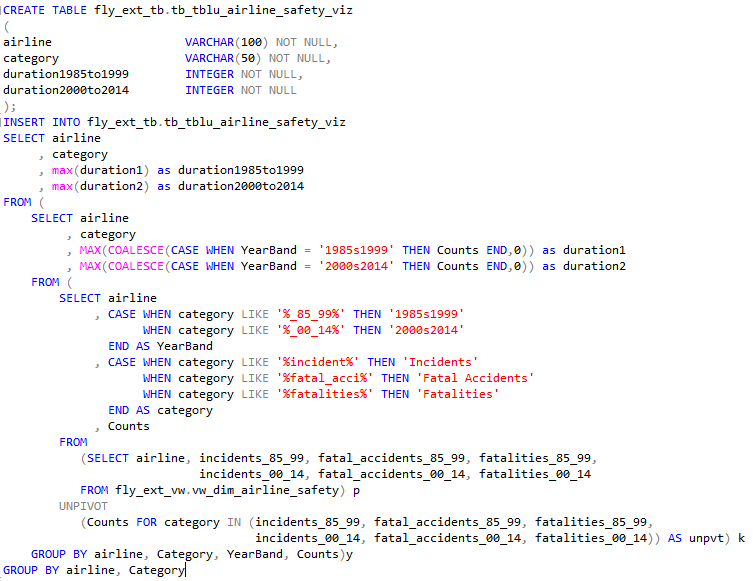 CREATE TABLE fly_ext_tb.tb_tblu_airline_safety_viz
(
airline VARCHAR(100) NOT NULL,
category VARCHAR(50) NOT NULL,
duration1985to1999 INTEGER NOT NULL,
duration2000to2014 INTEGER NOT NULL
);
INSERT INTO fly_ext_tb.tb_tblu_airline_safety_viz
SELECT airline
, category
, max(duration1) as duration1985to1999
, max(duration2) as duration2000to2014
FROM (
SELECT airline
, category
, MAX(COALESCE(CASE WHEN YearBand = '1985s1999' THEN Counts END,0)) as duration1
, MAX(COALESCE(CASE WHEN YearBand = '2000s2014' THEN Counts END,0)) as duration2
FROM (
SELECT airline
, CASE WHEN category LIKE '%_85_99%' THEN '1985s1999'
WHEN category LIKE '%_00_14%' THEN '2000s2014'
END AS YearBand
, CASE WHEN category LIKE '%incident%' THEN 'Incidents'
WHEN category LIKE '%fatal_acci%' THEN 'Fatal Accidents'
WHEN category LIKE '%fatalities%' THEN 'Fatalities'
END AS category
, Counts
FROM
(SELECT airline, incidents_85_99, fatal_accidents_85_99, fatalities_85_99,
incidents_00_14, fatal_accidents_00_14, fatalities_00_14
FROM fly_ext_vw.vw_dim_airline_safety) p
UNPIVOT
(Counts FOR category IN (incidents_85_99, fatal_accidents_85_99, fatalities_85_99,
incidents_00_14, fatal_accidents_00_14, fatalities_00_14)) AS unpvt) k
GROUP BY airline, Category, YearBand, Counts)y
GROUP BY airline, Category